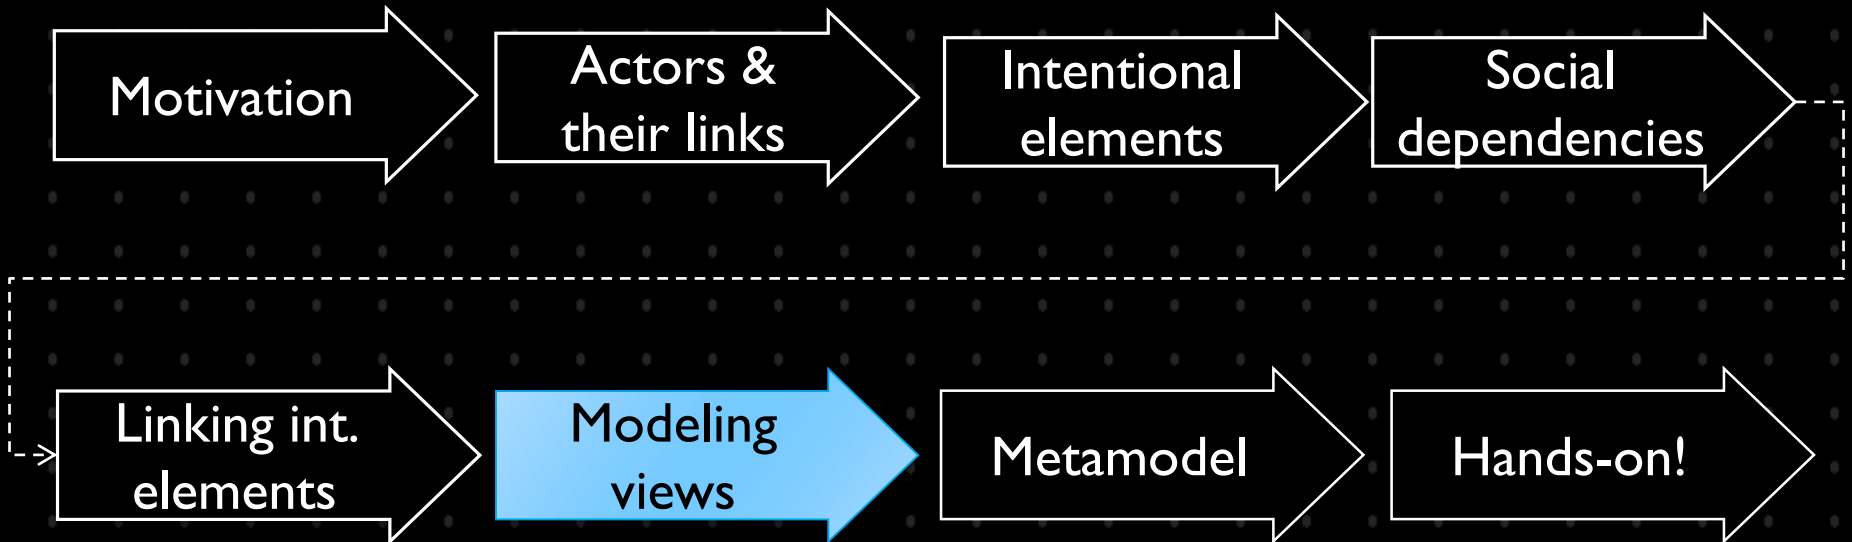 Motivation
Actors &
their links
Intentional
elements
Social
dependencies
Linking int.
elements
Modeling
views
Metamodel
Hands-on!